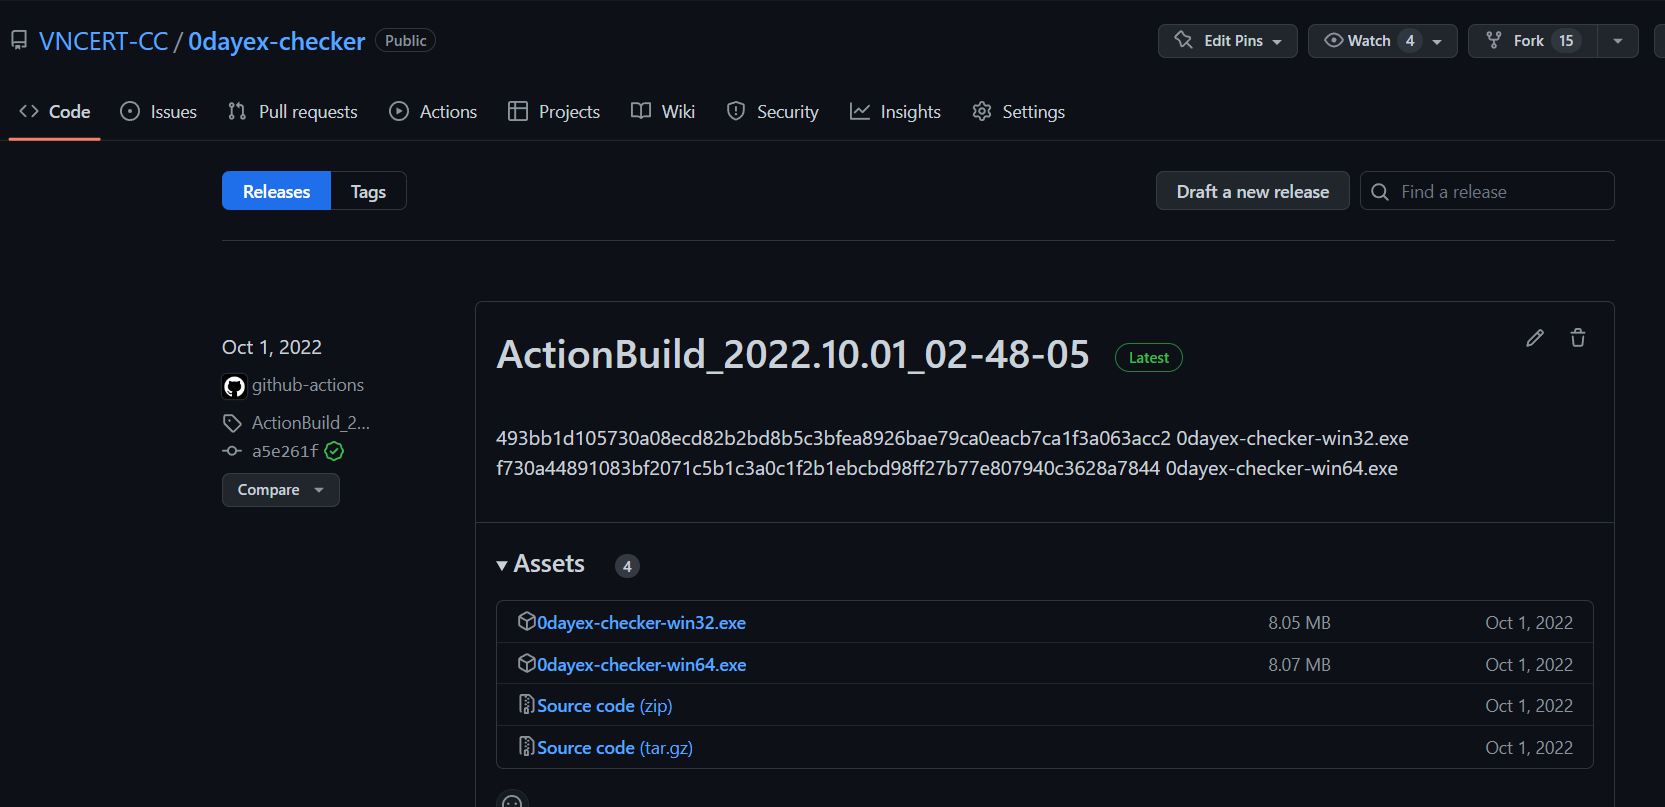 VNCERT-CC / 0dayex-checker Public
Edit Pins Watch 4 Fork 15
Code Issues Pull requests Actions Projects Wiki Security Insights Settings
Releases Tags
Draft a new release Find a release
Oct 1, 2022
github-actions
ActionBuild_2...
a5e261f
Compare
ActionBuild_2022.10.01_02-48-05 Latest
493bb1d105730a08ecd82b2bd8b5c3bfea8926bae79ca0eacb7ca1f3a063acc2 0dayex-checker-win32.exe
f730a44891083bf2071c5b1c3a0c1f2b1ebcbd98ff27b77e807940c3628a7844 0dayex-checker-win64.exe
Assets 4
0dayex-checker-win32.exe 8.05 MB Oct 1, 2022
0dayex-checker-win64.exe 8.07 MB Oct 1, 2022
Source code (zip) Oct 1, 2022
Source code (tar.gz) Oct 1, 2022